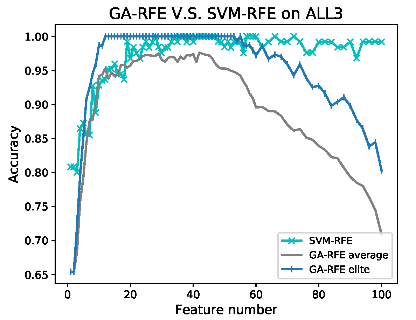 GA-RFE V.S. SVM-RFE on ALL3
Accuracy
1.00
0.95
0.90
0.85
0.80
0.75
0.70
0.65
0 20 40 60 80 100
Feature number
SVM-RFE
GA-RFE average
GA-RFE elite